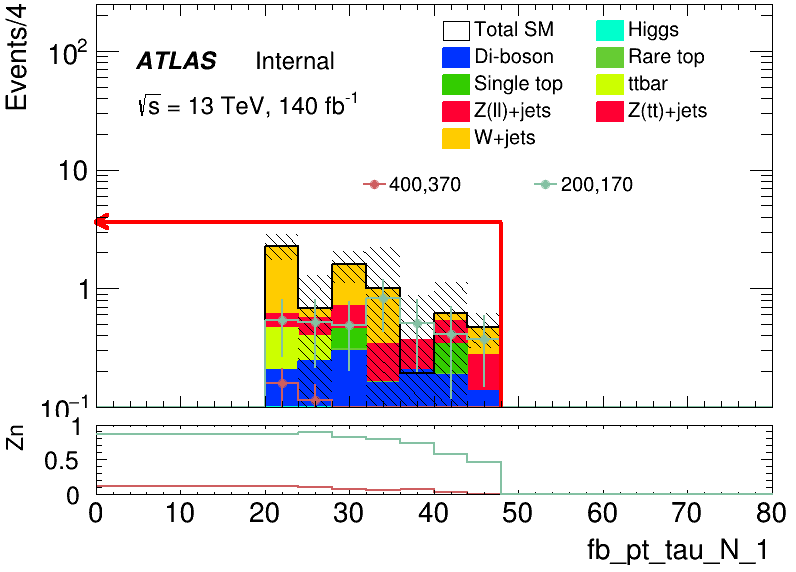 Events/4
10²
10
1
10⁻¹
ATLAS Internal
√s = 13 TeV, 140 fb⁻¹
Total SM
Di-boson
Single top
Z(ll)+jets
W+jets
Higgs
Rare top
ttbar
Z(tt)+jets
400,370
200,170
Zn
1
0.5
0
0 10 20 30 40 50 60 70 80
fb_pt_tau_N_1